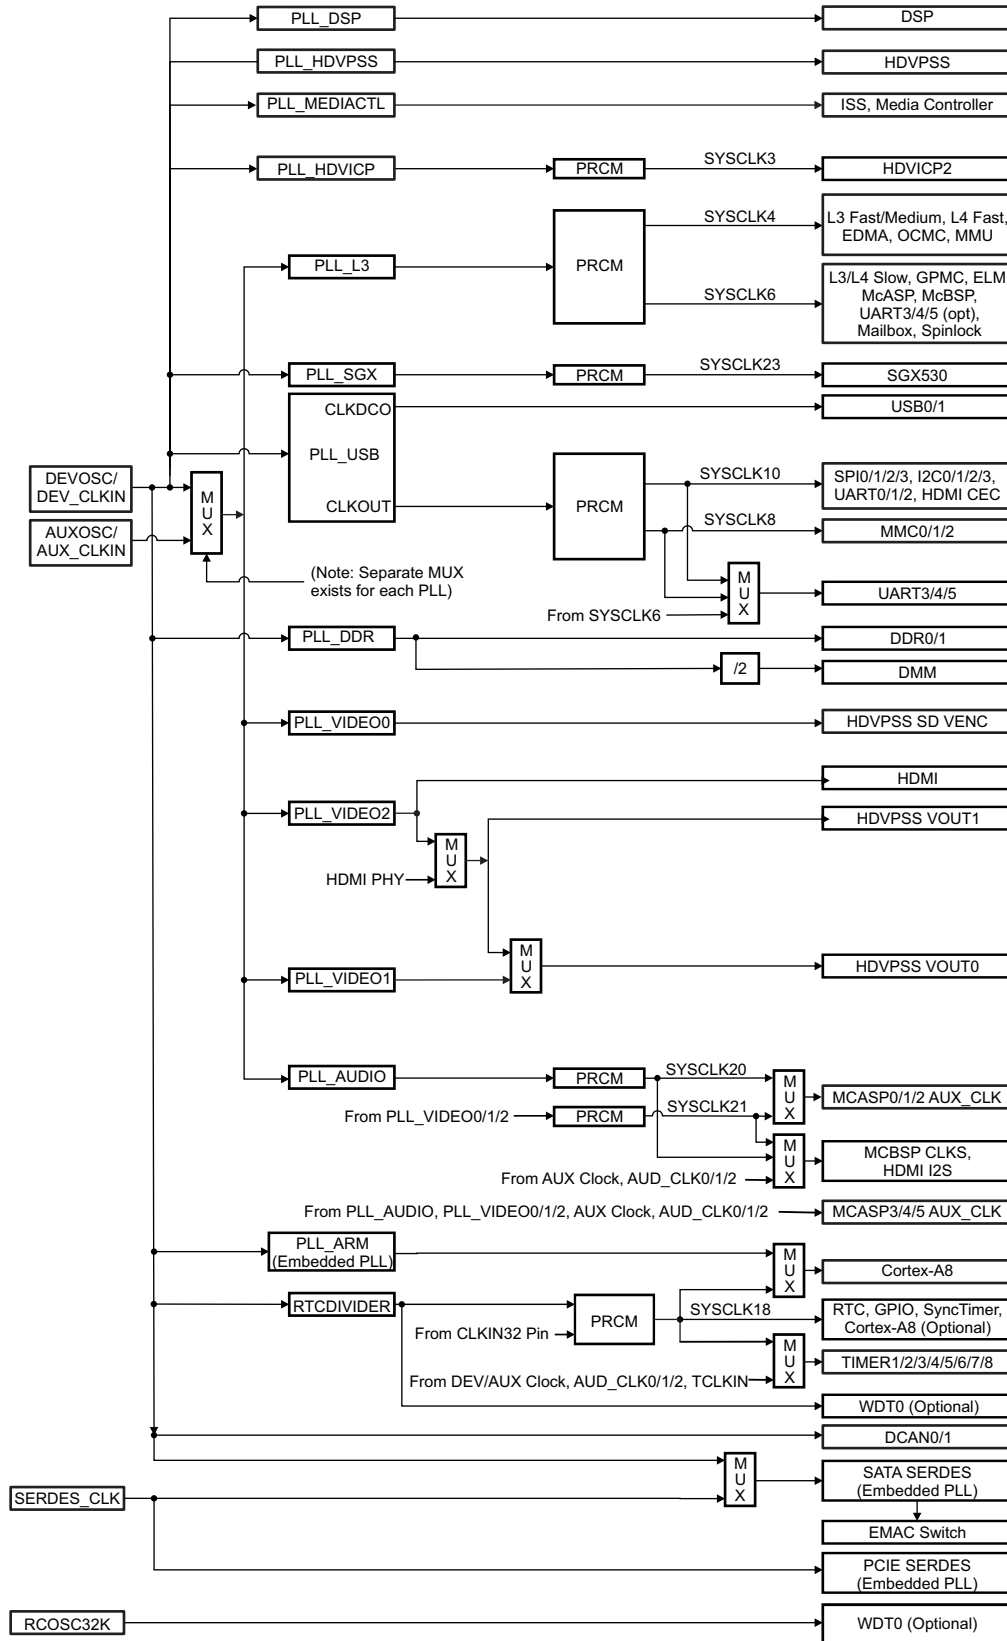 PLL_DSP
DSP
PLL_HDVPSS
HDVPSS
PLL_MEDIACTL
ISS, Media Controller
PLL_HDVICP
PRCM
SYSCLK3
HDVICP2
PLL_L3
PRCM
SYSCLK4
L3 Fast/Medium, L4 Fast,
EDMA, OCMC, MMU
SYSCLK6
L3/L4 Slow, GPMC, ELM
McASP, McBSP,
UART3/4/5 (opt),
Mailbox, Spinlock
PLL_SGX
PRCM
SYSCLK23
SGX530
CLKDCO
PLL_USB
CLKOUT
USB0/1
DEVOSC/
DEV_CLKIN
AUXOSC/
AUX_CLKIN
M
U
X
(Note: Separate MUX
exists for each PLL)
PRCM
SYSCLK10
SPI0/1/2/3, I2C0/1/2/3,
UART0/1/2, HDMI CEC
SYSCLK8
MMC0/1/2
M
U
X
From SYSCLK6
UART3/4/5
PLL_DDR
DDR0/1
/2
DMM
PLL_VIDEO0
HDVPSS SD VENC
HDMI
PLL_VIDEO2
HDVPSS VOUT1
M
U
X
HDMI PHY
M
U
X
HDVPSS VOUT0
PLL_VIDEO1
PLL_AUDIO
PRCM
SYSCLK20
M
U
X
MCASP0/1/2 AUX_CLK
From PLL_VIDEO0/1/2
PRCM
SYSCLK21
M
U
X
MCBSP CLKS,
HDMI I2S
From AUX Clock, AUD_CLK0/1/2
From PLL_AUDIO, PLL_VIDEO0/1/2, AUX Clock, AUD_CLK0/1/2
MCASP3/4/5 AUX_CLK
PLL_ARM
(Embedded PLL)
M
U
X
Cortex-A8
RTCDIVIDER
PRCM
SYSCLK18
RTC, GPIO, SyncTimer,
Cortex-A8 (Optional)
From CLKIN32 Pin
M
U
X
TIMER1/2/3/4/5/6/7/8
From DEV/AUX Clock, AUD_CLK0/1/2, TCLKIN
WDT0 (Optional)
DCAN0/1
M
U
X
SATA SERDES
(Embedded PLL)
SERDES_CLK
EMAC Switch
PCIE SERDES
(Embedded PLL)
RCOSC32K
WDT0 (Optional)